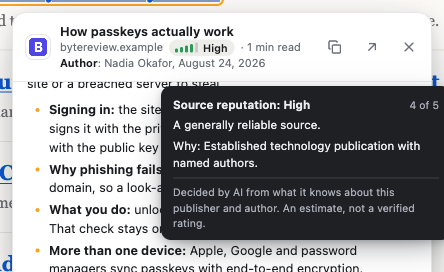 How passkeys actually work
bytereview.example High · 1 min read
Author: Nadia Okafor, August 24, 2026
site or a breached server to steal.
• Signing in: the site
signs it with the pri
with the public key
• Why phishing fails
domain, so a look-a
• What you do: unlo
That check stays o
• More than one device: Apple, Google and password
managers sync passkeys with end-to-end encryption.
Source reputation: High 4 of 5
A generally reliable source.
Why: Established technology publication with
named authors.
Decided by AI from what it knows about this
publisher and author. An estimate, not a verified
rating.